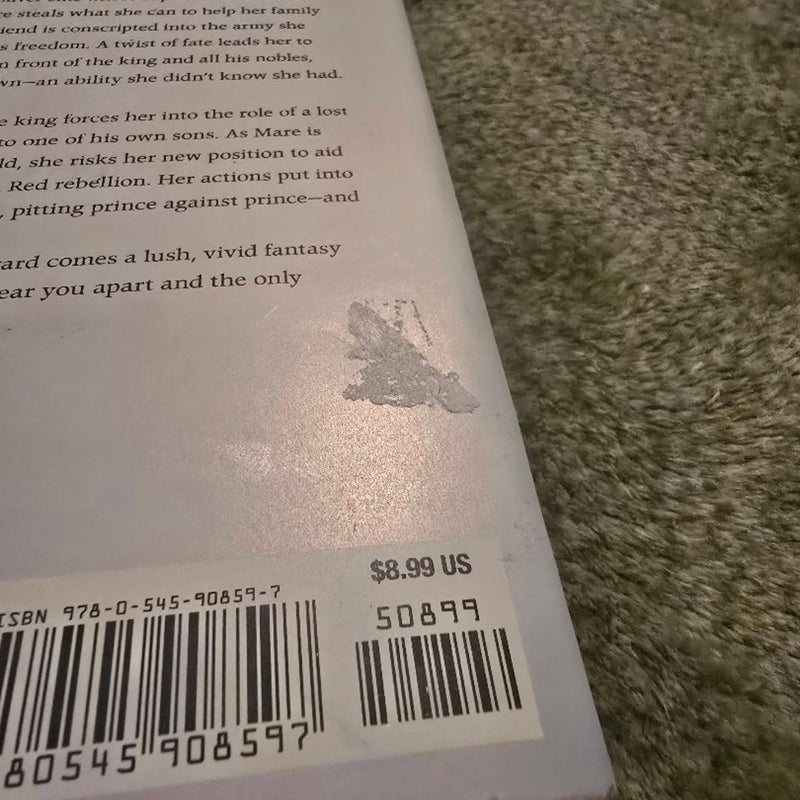 steals what she can to help her family
iend is conscripted into the army she
s freedom. A twist of fate leads her to
n front of the king and all his nobles,
wn—an ability she didn't know she had.
e king forces her into the role of a lost
to one of his own sons. As Mare is
ld, she risks her new position to aid
Red rebellion. Her actions put into
, pitting prince against prince—and
ard comes a lush, vivid fantasy
ear you apart and the only
$8.99 US
ISBN 978-0-545-90859-7
50899
80545 908597